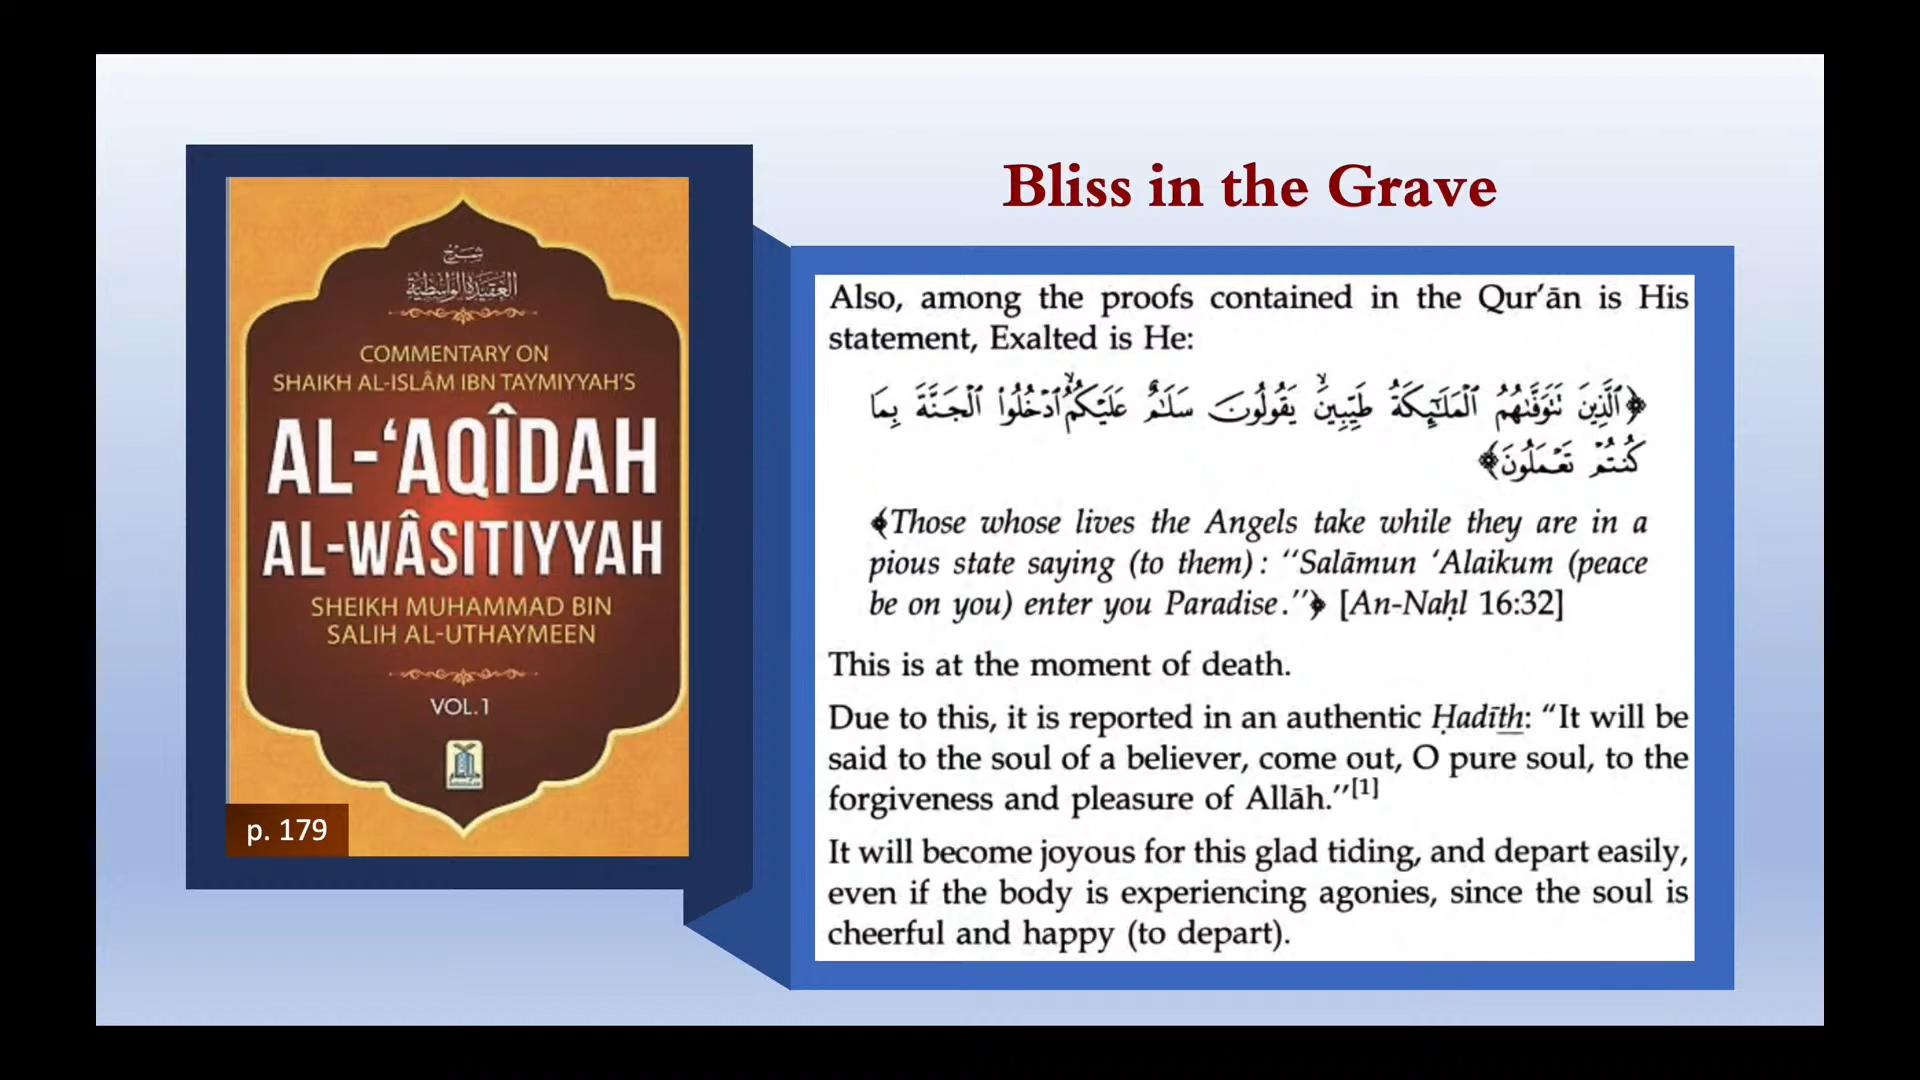 شرح
العقيدة الواسطية
COMMENTARY ON
SHAIKH AL-ISLÂM IBN TAYMIYYAH'S
AL-‘AQÎDAH
AL-WÂSITIYYAH
SHEIKH MUHAMMAD BIN
SALIH AL-UTHAYMEEN
VOL.1
p. 179
Bliss in the Grave
Also, among the proofs contained in the Qur’ān is His
statement, Exalted is He:
﴿ٱلَّذِينَ تَتَوَفَّىٰهُمُ ٱلْمَلَـٰٓئِكَةُ طَيِّبِينَ ۙ يَقُولُونَ سَلَـٰمٌ عَلَيْكُمُ ۙ ٱدْخُلُوا۟ ٱلْجَنَّةَ بِمَا
كُنتُمْ تَعْمَلُونَ﴾
﴾Those whose lives the Angels take while they are in a
pious state saying (to them): ‘‘Salāmun ‘Alaikum (peace
be on you) enter you Paradise.’’﴿ [An-Naḥl 16:32]
This is at the moment of death.
Due to this, it is reported in an authentic Ḥadīth: “It will be
said to the soul of a believer, come out, O pure soul, to the
forgiveness and pleasure of Allāh.’’[1]
It will become joyous for this glad tiding, and depart easily,
even if the body is experiencing agonies, since the soul is
cheerful and happy (to depart).